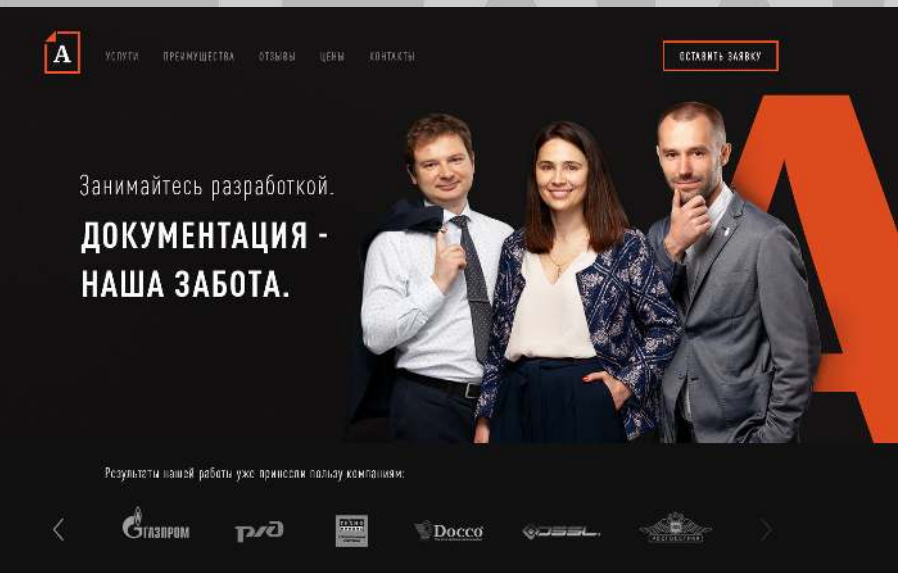 A
УСЛУГИ ПРЕИМУЩЕСТВА ОТЗЫВЫ ЦЕНЫ КОНТАКТЫ
ОСТАВИТЬ ЗАЯВКУ
Занимайтесь разработкой.
ДОКУМЕНТАЦИЯ -
НАША ЗАБОТА.
A
Результаты нашей работы уже принесли пользу компаниям:
ГАЗПРОМ
РЖД
Docco